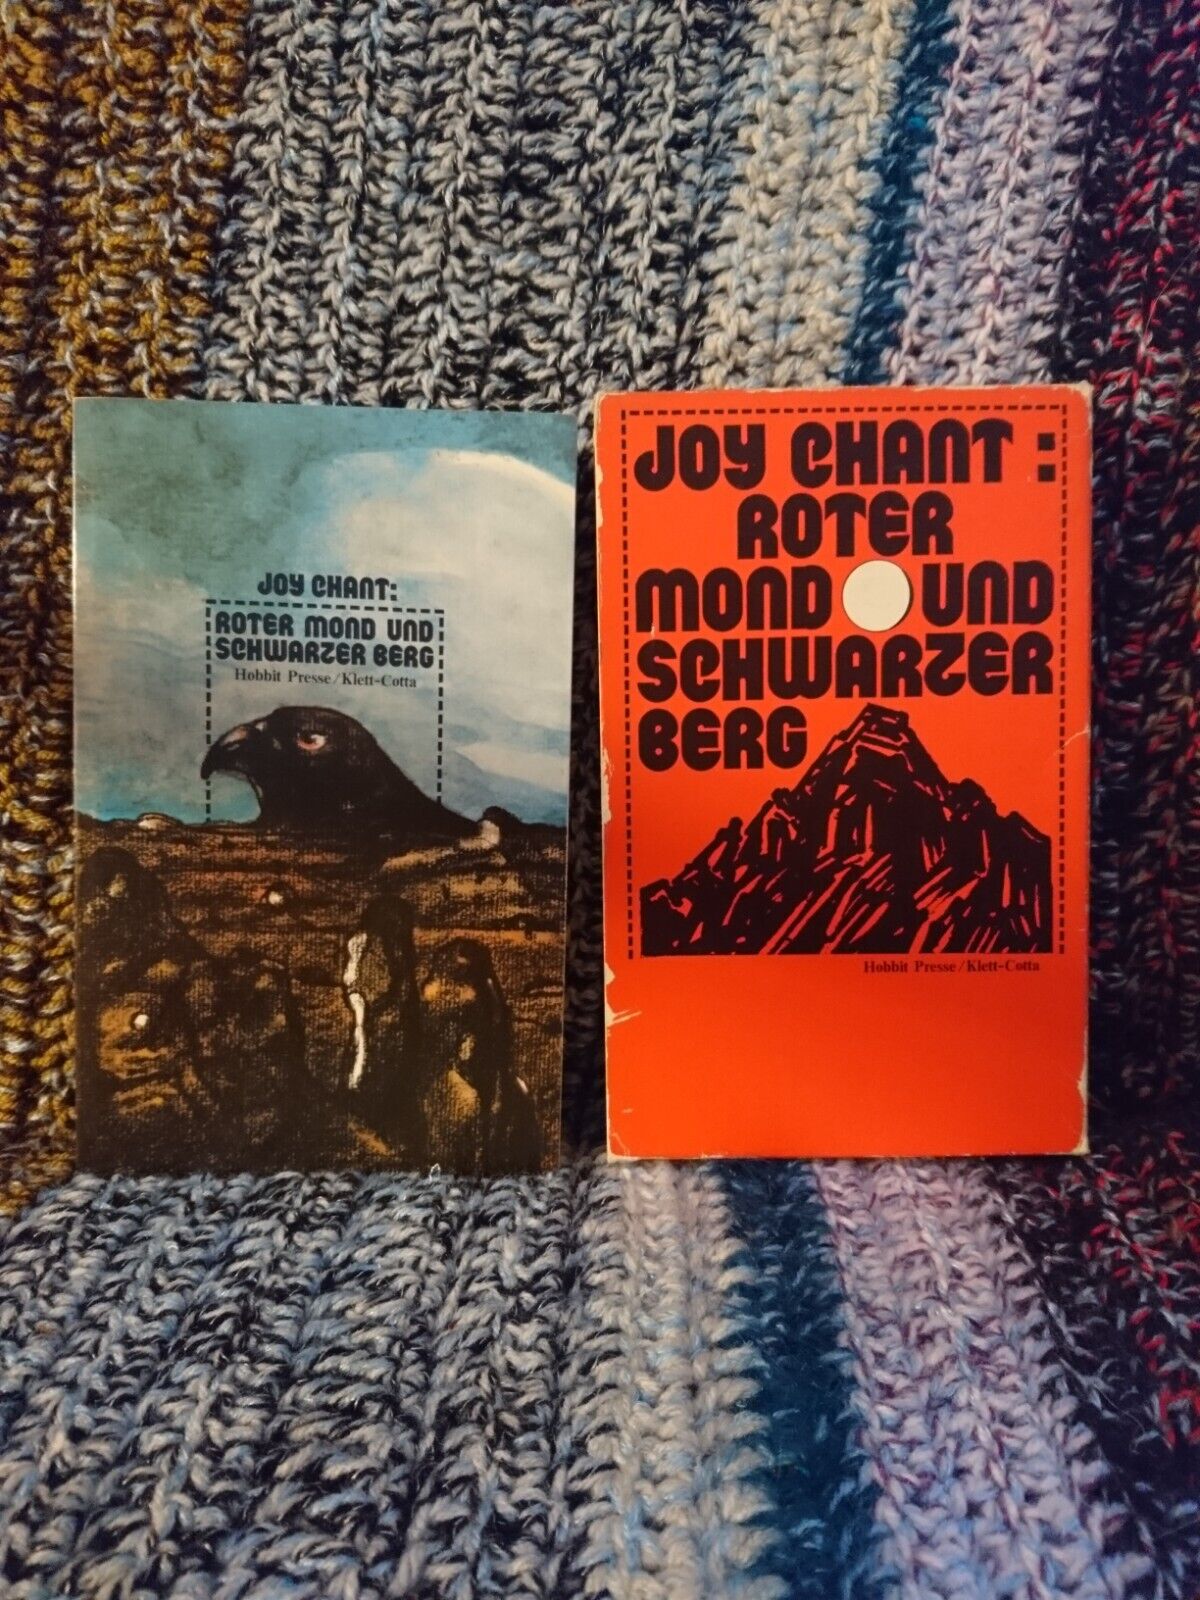 JOY CHANT:
ROTER MOND UND
SCHWARZER BERG
Hobbit Presse/Klett-Cotta
JOY CHANT:
ROTER
MOND UND
SCHWARZER
BERG
Hobbit Presse/Klett-Cotta